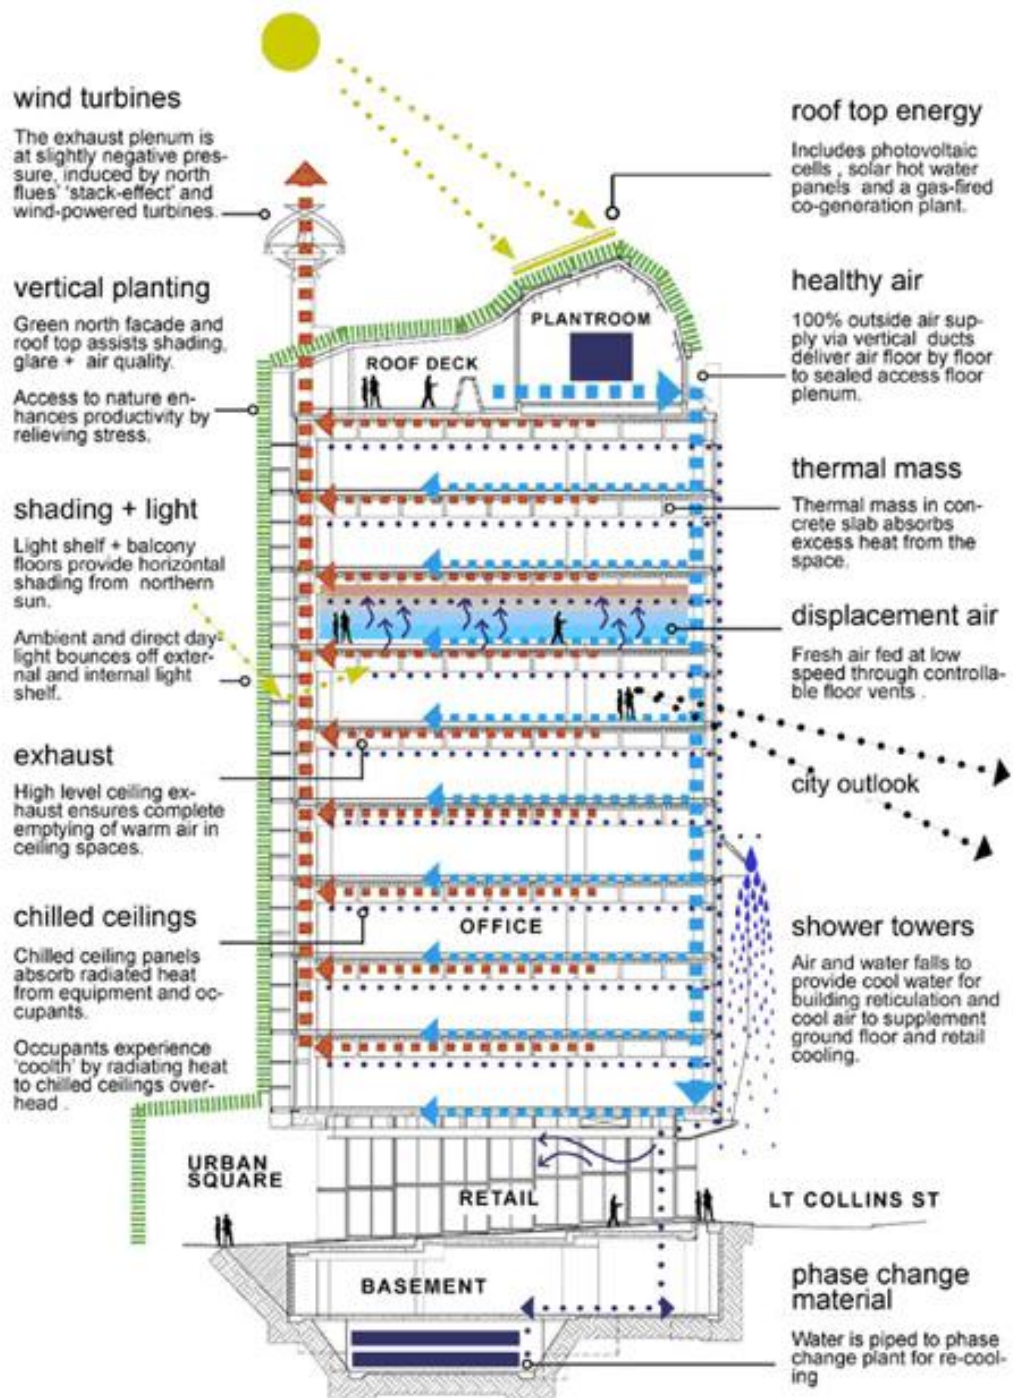 wind turbines
The exhaust plenum is
at slightly negative pres-
sure, induced by north
flues' 'stack-effect' and
wind-powered turbines.
vertical planting
Green north facade and
roof top assists shading,
glare + air quality.
Access to nature en-
hances productivity by
relieving stress.
shading + light
Light shelf + balcony
floors provide horizontal
shading from northern
sun.
Ambient and direct day-
light bounces off exter-
nal and internal light
shelf.
exhaust
High level ceiling ex-
haust ensures complete
emptying of warm air in
ceiling spaces.
chilled ceilings
Chilled ceiling panels
absorb radiated heat
from equipment and oc-
cupants.
Occupants experience
'coolth' by radiating heat
to chilled ceilings over-
head .
PLANTROOM
ROOF DECK
OFFICE
URBAN
SQUARE
RETAIL
LT COLLINS ST
BASEMENT
roof top energy
Includes photovoltaic
cells , solar hot water
panels and a gas-fired
co-generation plant.
healthy air
100% outside air sup-
ply via vertical ducts
deliver air floor by floor
to sealed access floor
plenum.
thermal mass
Thermal mass in con-
crete slab absorbs
excess heat from the
space.
displacement air
Fresh air fed at low
speed through controlla-
ble floor vents .
city outlook
shower towers
Air and water falls to
provide cool water for
building reticulation and
cool air to supplement
ground floor and retail
cooling.
phase change
material
Water is piped to phase
change plant for re-cool-
ing